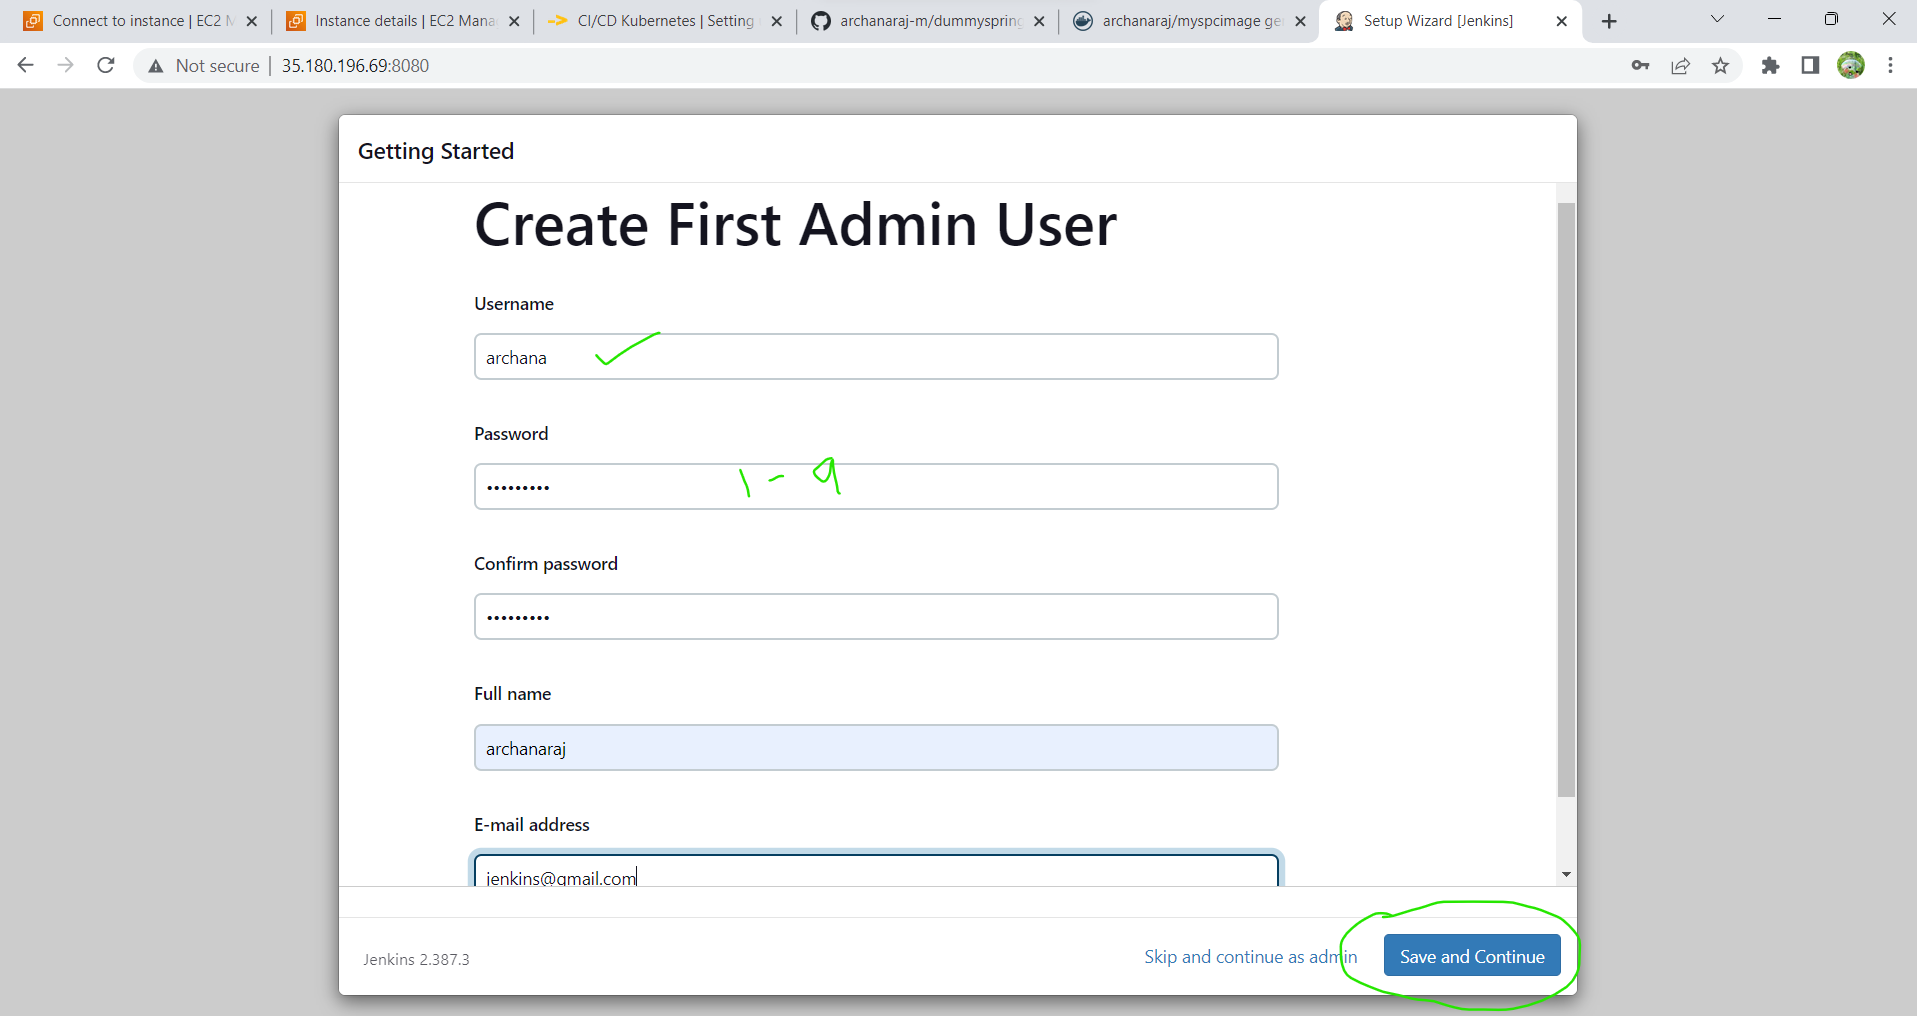 Connect to instance | EC2 M
Instance details | EC2 Mana
CI/CD Kubernetes | Setting
archanaraj-m/dummyspring
archanaraj/myspcimage ge
Setup Wizard [Jenkins]
Not secure | 35.180.196.69:8080
Getting Started
Create First Admin User
Username
archana
Password
••••••••• 1-9
Confirm password
•••••••••
Full name
archanaraj
E-mail address
jenkins@gmail.com
Jenkins 2.387.3
Skip and continue as admin
Save and Continue